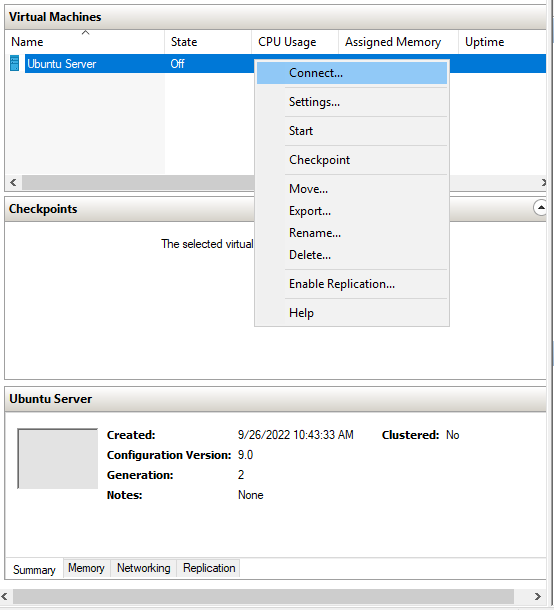 Virtual Machines
Name State CPU Usage Assigned Memory Uptime
Ubuntu Server Off
Connect...
Settings...
Start
Checkpoint
Move...
Export...
Rename...
Delete...
Enable Replication...
Help
Checkpoints
The selected virtual
Ubuntu Server
Created: 9/26/2022 10:43:33 AM Clustered: No
Configuration Version: 9.0
Generation: 2
Notes: None
Summary Memory Networking Replication